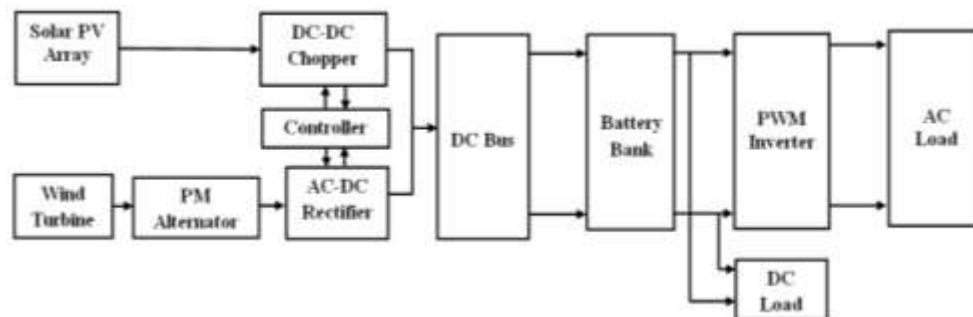 Solar PV
Array
DC-DC
Chopper
Controller
Wind
Turbine
PM
Alternator
AC-DC
Rectifier
DC Bus
Battery
Bank
PWM
Inverter
AC
Load
DC
Load